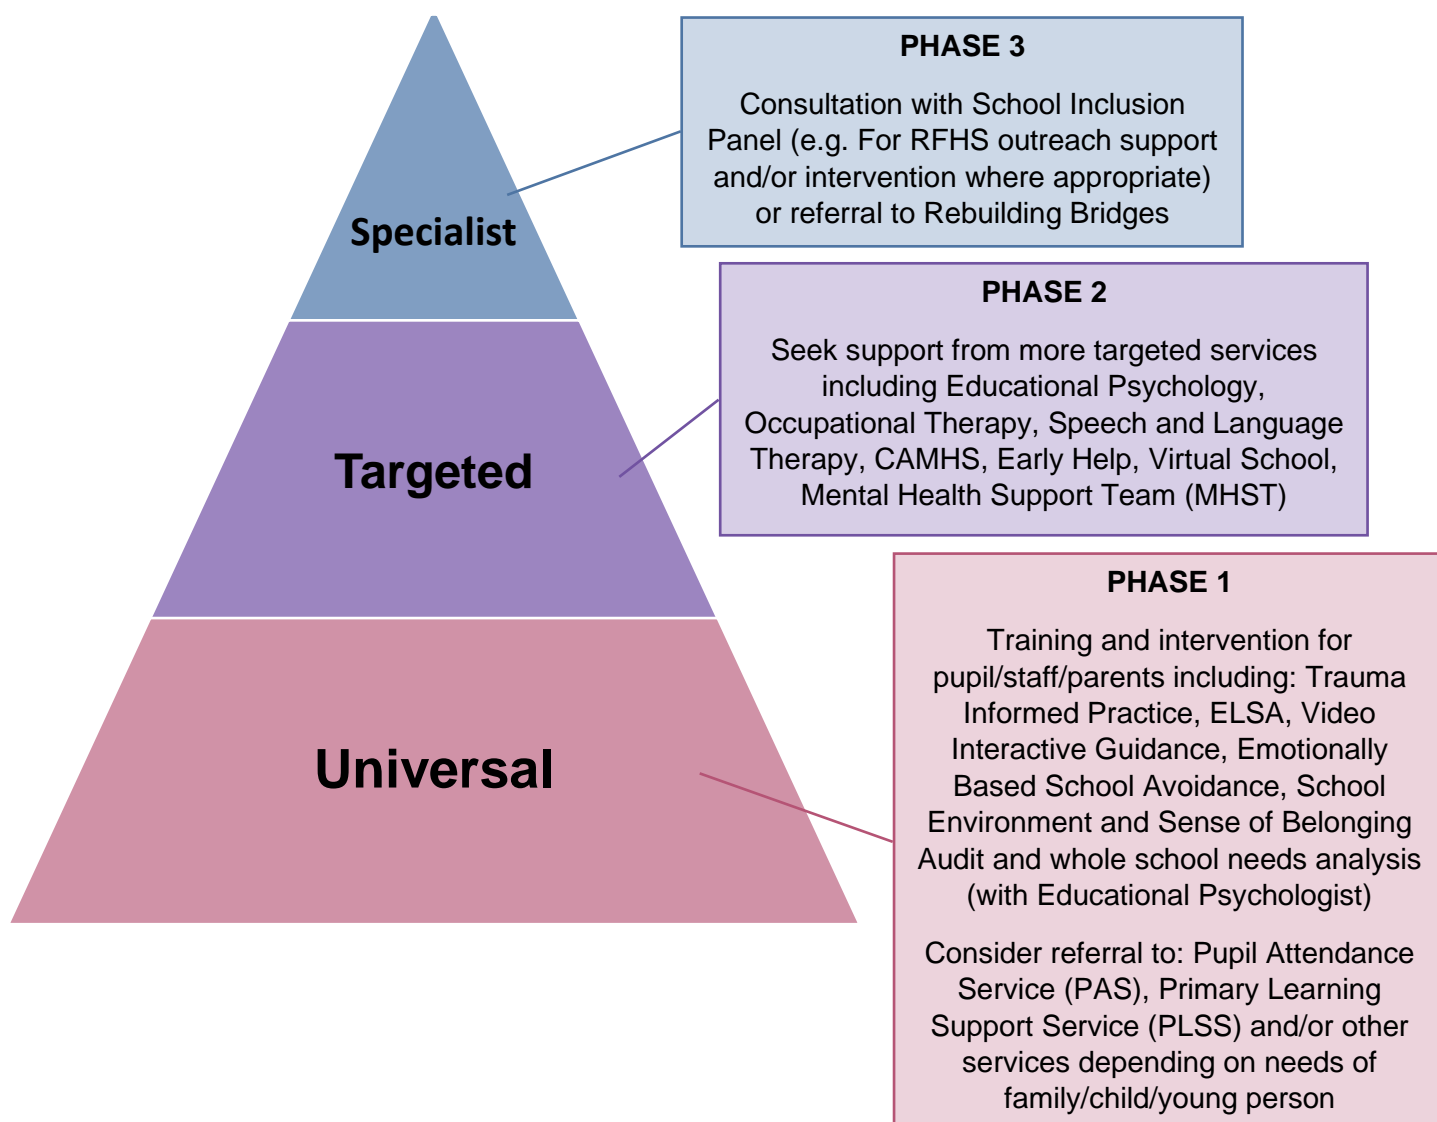 PHASE 3
Consultation with School Inclusion
Panel (e.g. For RFHS outreach support
and/or intervention where appropriate)
or referral to Rebuilding Bridges
Specialist
PHASE 2
Seek support from more targeted services
including Educational Psychology,
Occupational Therapy, Speech and Language
Therapy, CAMHS, Early Help, Virtual School,
Mental Health Support Team (MHST)
Targeted
PHASE 1
Training and intervention for
pupil/staff/parents including: Trauma
Informed Practice, ELSA, Video
Interactive Guidance, Emotionally
Based School Avoidance, School
Environment and Sense of Belonging
Audit and whole school needs analysis
(with Educational Psychologist)
Consider referral to: Pupil Attendance
Service (PAS), Primary Learning
Support Service (PLSS) and/or other
services depending on needs of
family/child/young person
Universal